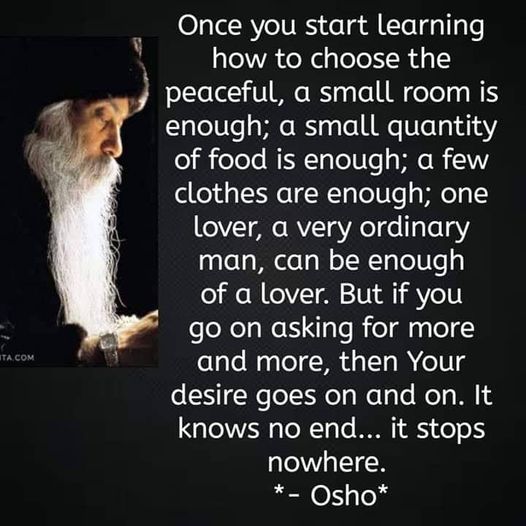 Once you start learning
how to choose the
peaceful, a small room is
enough; a small quantity
of food is enough; a few
clothes are enough; one
lover, a very ordinary
man, can be enough
of a lover. But if you
go on asking for more
and more, then Your
desire goes on and on. It
knows no end... it stops
nowhere.
*- Osho*
ITA.COM